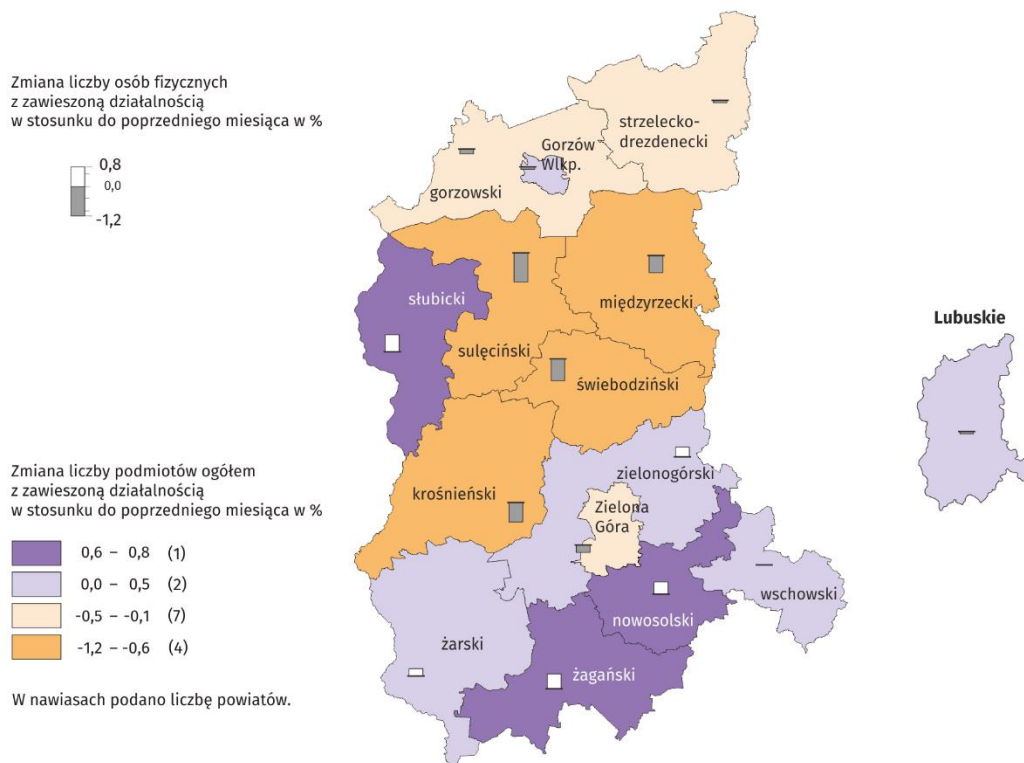 Zmiana liczby osób fizycznych
z zawieszoną działalnością
w stosunku do poprzedniego miesiąca w %
0,8
0,0
-1,2
strzelecko-
drezdenecki
Gorzów
Wlkp.
gorzowski
słubicki
międzyrzecki
sulęciński
świebodziński
Lubuskie
Zmiana liczby podmiotów ogółem
z zawieszoną działalnością
w stosunku do poprzedniego miesiąca w %
0,6 – 0,8 (1)
0,0 – 0,5 (2)
-0,5 – -0,1 (7)
-1,2 – -0,6 (4)
W nawiasach podano liczbę powiatów.
krośnieński
zielonogórski
Zielona
Góra
wschowski
nowosolski
żarski
żagański